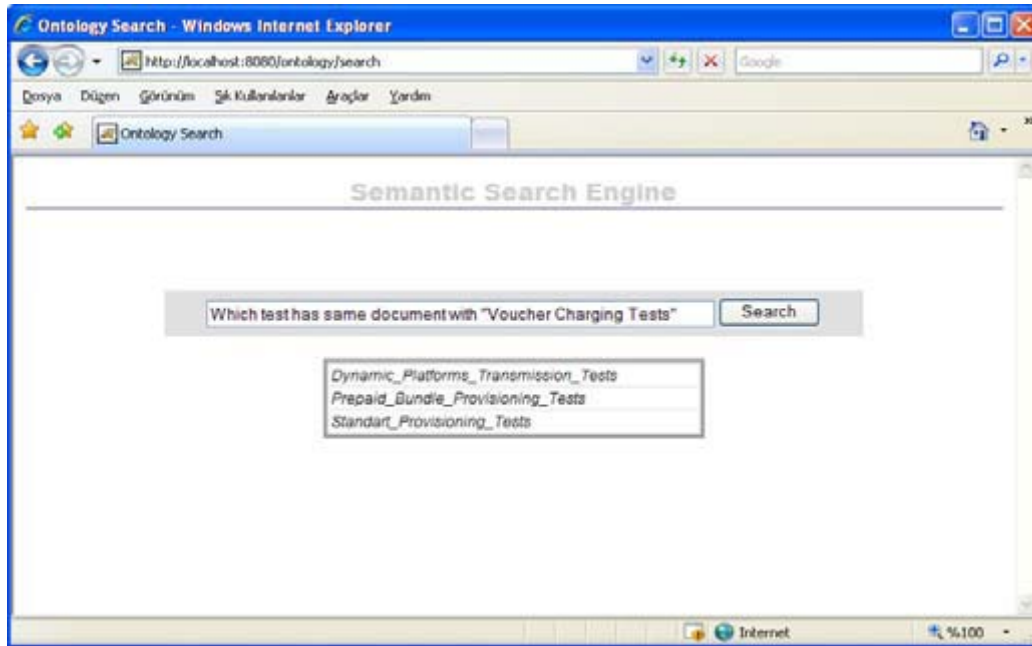 Ontology Search - Windows Internet Explorer
http://localhost:8080/ontology/search
Google
Dosya Düzen Görünüm Sık Kullanılanlar Araçlar Yardım
Ontology Search
Semantic Search Engine
Which test has same document with "Voucher Charging Tests" Search
Dynamic_Platforms_Transmission_Tests
Prepaid_Bundle_Provisioning_Tests
Standart_Provisioning_Tests
Internet %100